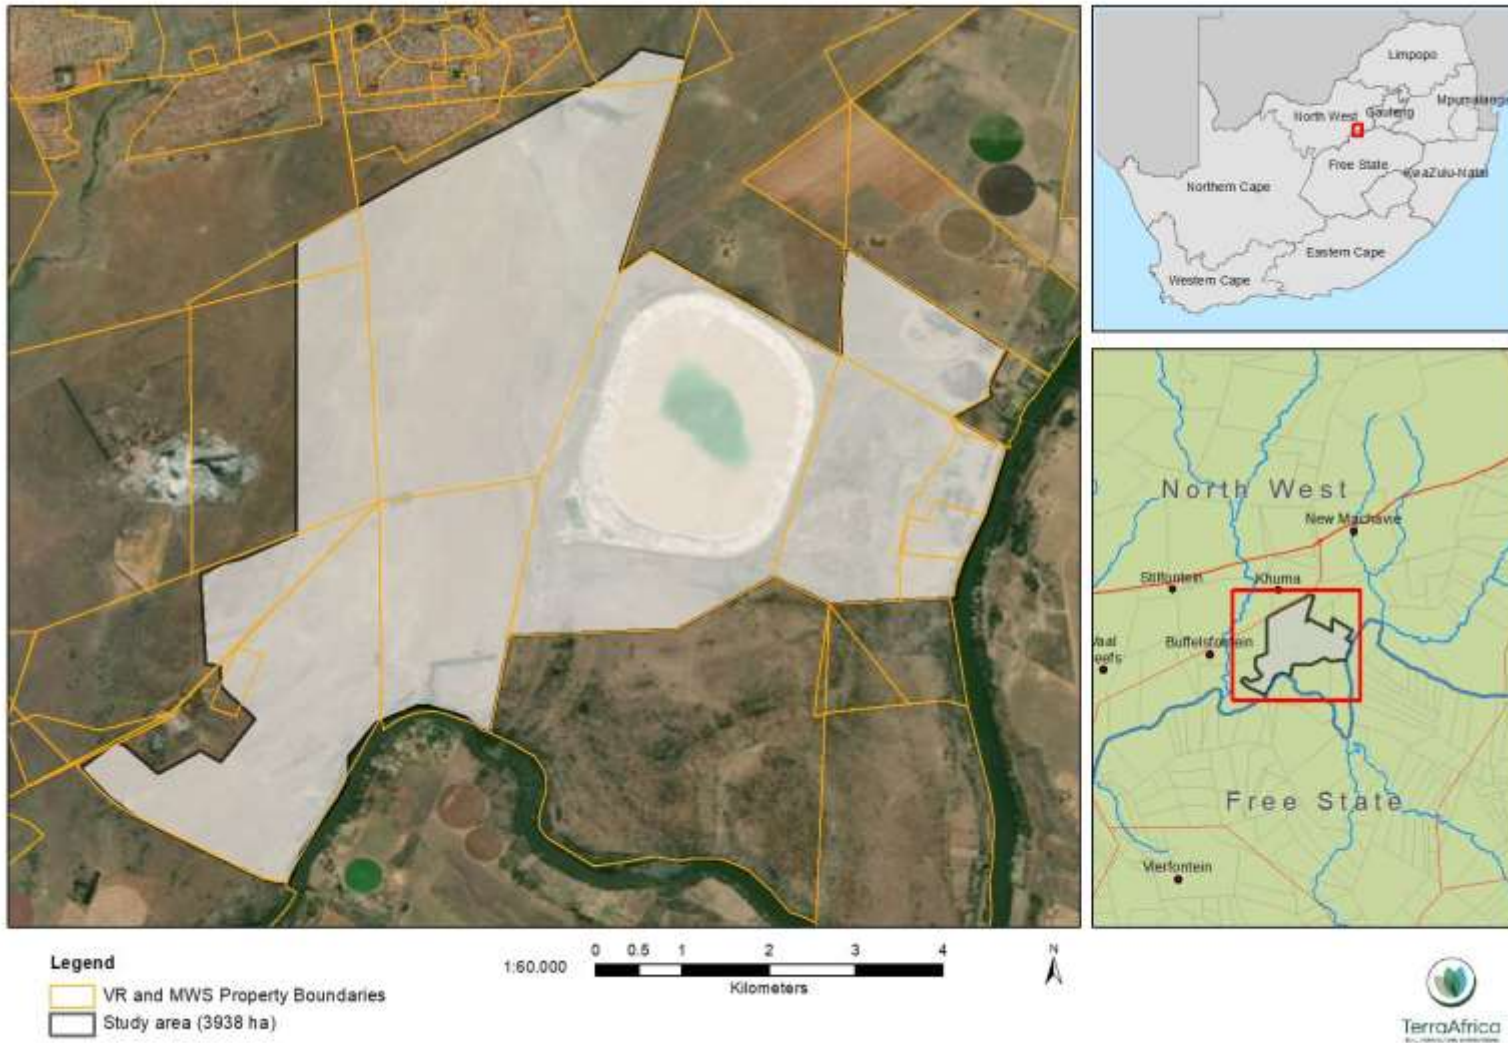 Limpopo
Mpumalanga
North West
Gauteng
Free State
KwaZulu-Natal
Northern Cape
Eastern Cape
Western Cape
North West
New Machavie
Stilfontein
Khuma
Buffelsfontein
Vaal
Reefs
Free State
Vierfontein
Legend
VR and MWS Property Boundaries
Study area (3938 ha)
1:60.000
0 0.5 1 2 3 4
Kilometers
N
TerraAfrica